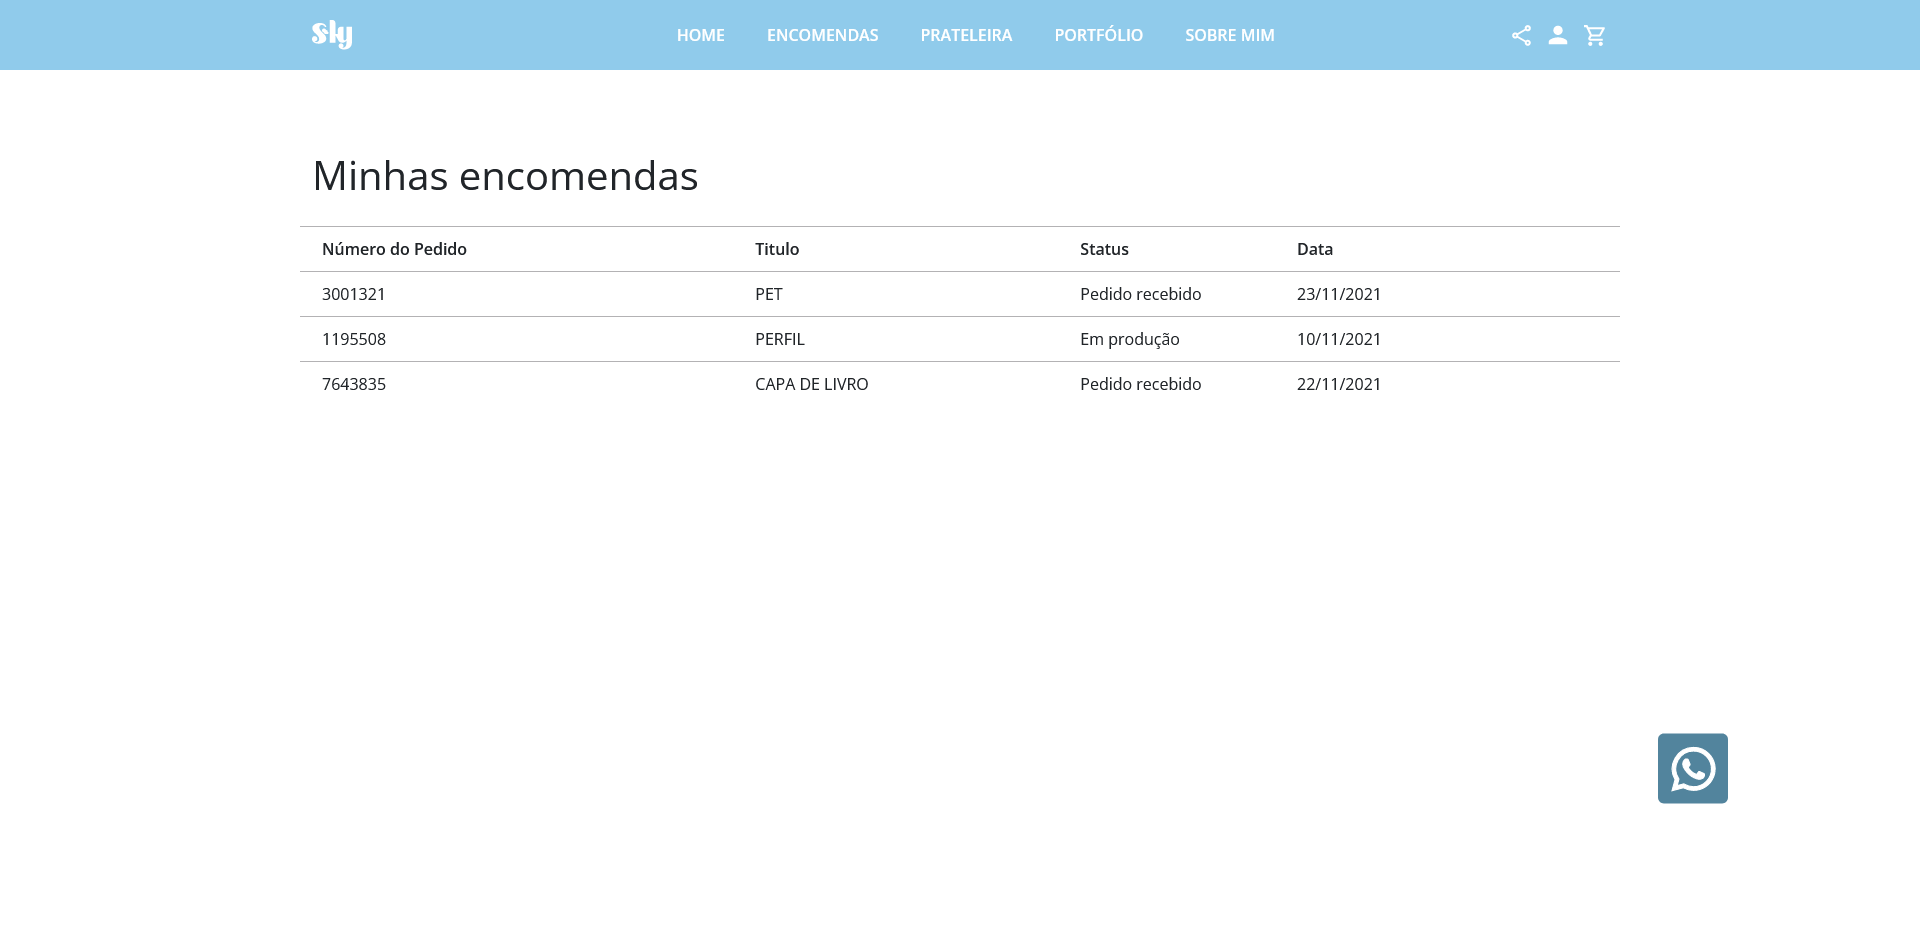 sky HOME ENCOMENDAS PRATELEIRA PORTFÓLIO SOBRE MIM
Minhas encomendas
Número do Pedido Titulo Status Data
3001321 PET Pedido recebido 23/11/2021
1195508 PERFIL Em produção 10/11/2021
7643835 CAPA DE LIVRO Pedido recebido 22/11/2021